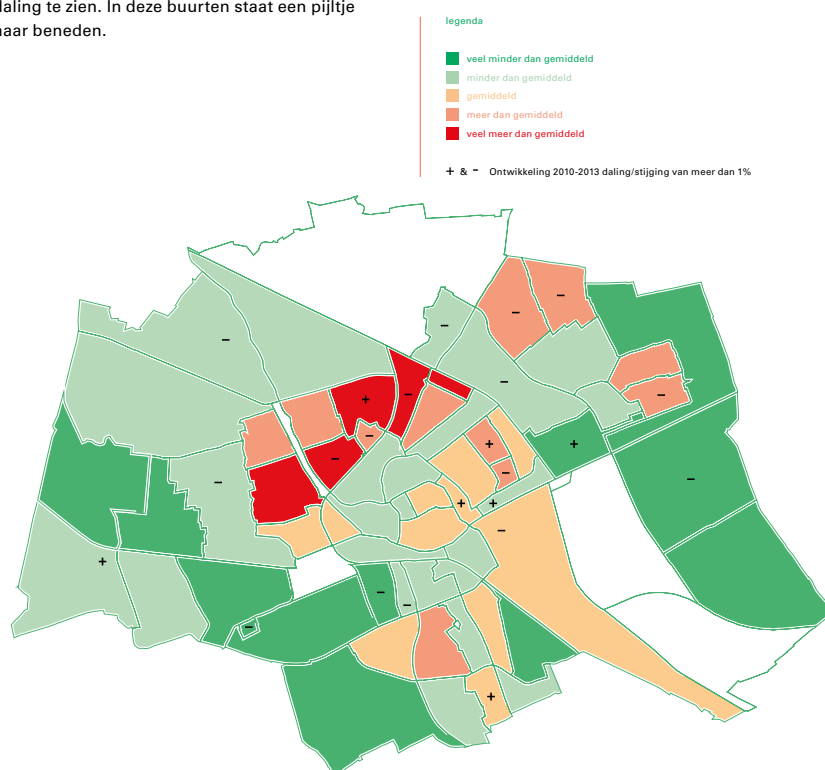 daling te zien. In deze buurten staat een pijltje
naar beneden.
legenda
veel minder dan gemiddeld
minder dan gemiddeld
gemiddeld
meer dan gemiddeld
veel meer dan gemiddeld
+ & - Ontwikkeling 2010-2013 daling/stijging van meer dan 1%